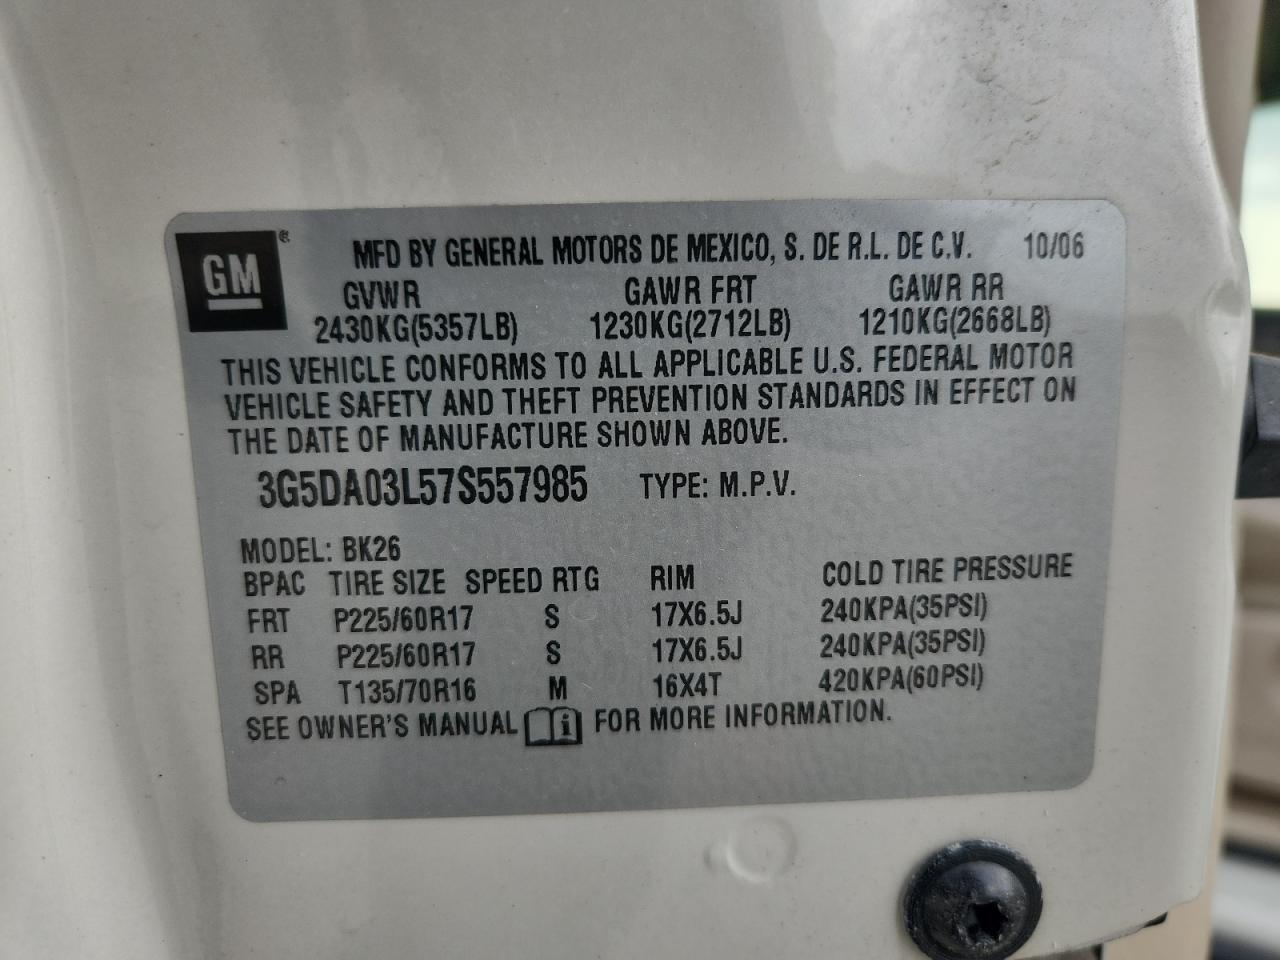 GM ®
MFD BY GENERAL MOTORS DE MEXICO, S. DE R.L. DE C.V. 10/06
GVWR GAWR FRT GAWR RR
2430KG(5357LB) 1230KG(2712LB) 1210KG(2668LB)
THIS VEHICLE CONFORMS TO ALL APPLICABLE U.S. FEDERAL MOTOR
VEHICLE SAFETY AND THEFT PREVENTION STANDARDS IN EFFECT ON
THE DATE OF MANUFACTURE SHOWN ABOVE.
3G5DA03L57S557985 TYPE: M.P.V.
MODEL: BK26
BPAC TIRE SIZE SPEED RTG RIM COLD TIRE PRESSURE
FRT P225/60R17 S 17X6.5J 240KPA(35PSI)
RR P225/60R17 S 17X6.5J 240KPA(35PSI)
SPA T135/70R16 M 16X4T 420KPA(60PSI)
SEE OWNER'S MANUAL i FOR MORE INFORMATION.